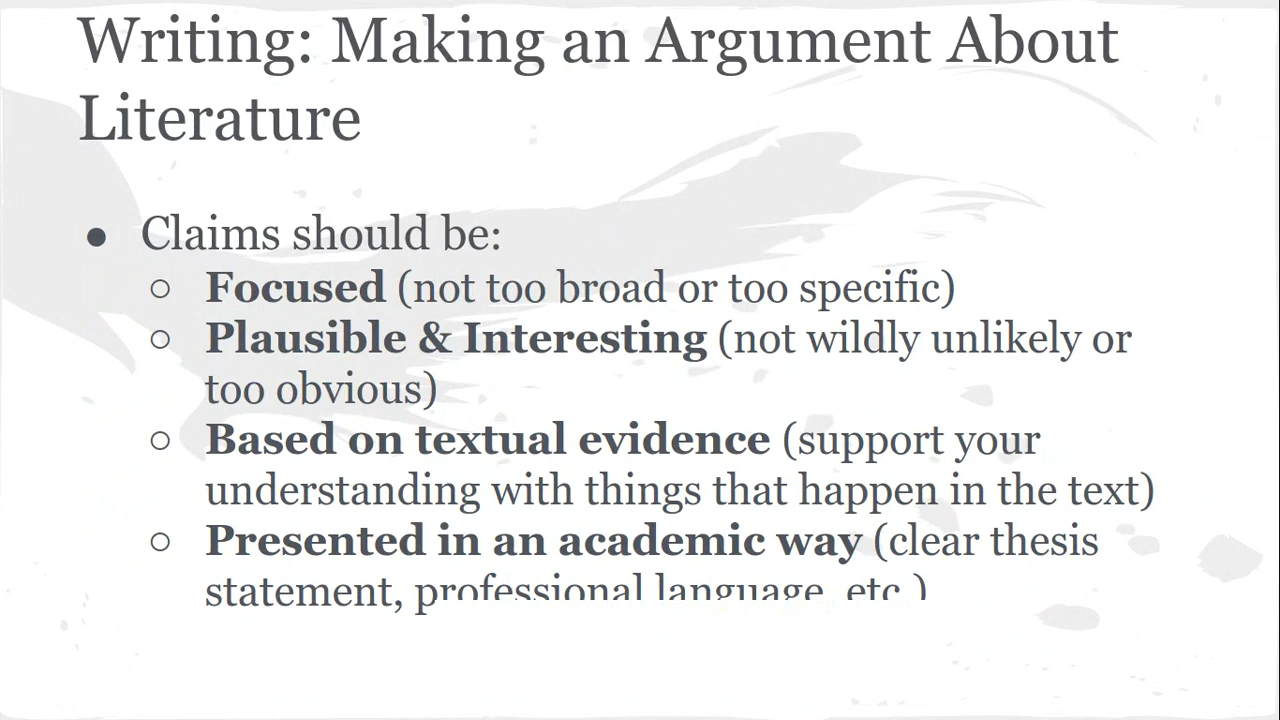 Writing: Making an Argument About
Literature
● Claims should be:
○ Focused (not too broad or too specific)
○ Plausible & Interesting (not wildly unlikely or
too obvious)
○ Based on textual evidence (support your
understanding with things that happen in the text)
○ Presented in an academic way (clear thesis
statement, professional language, etc.)